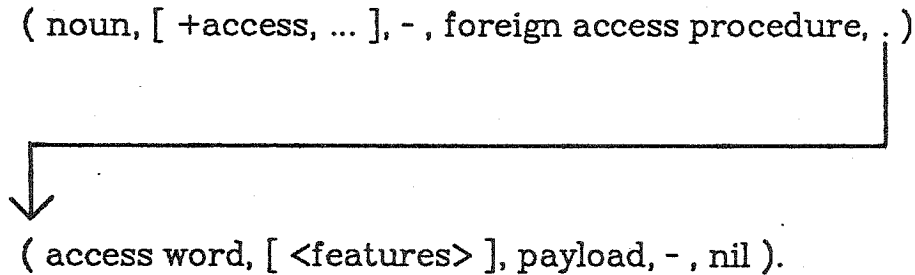 ( noun, [ +access, ... ], - , foreign access procedure, . )
( access word, [ <features> ], payload, - , nil ).